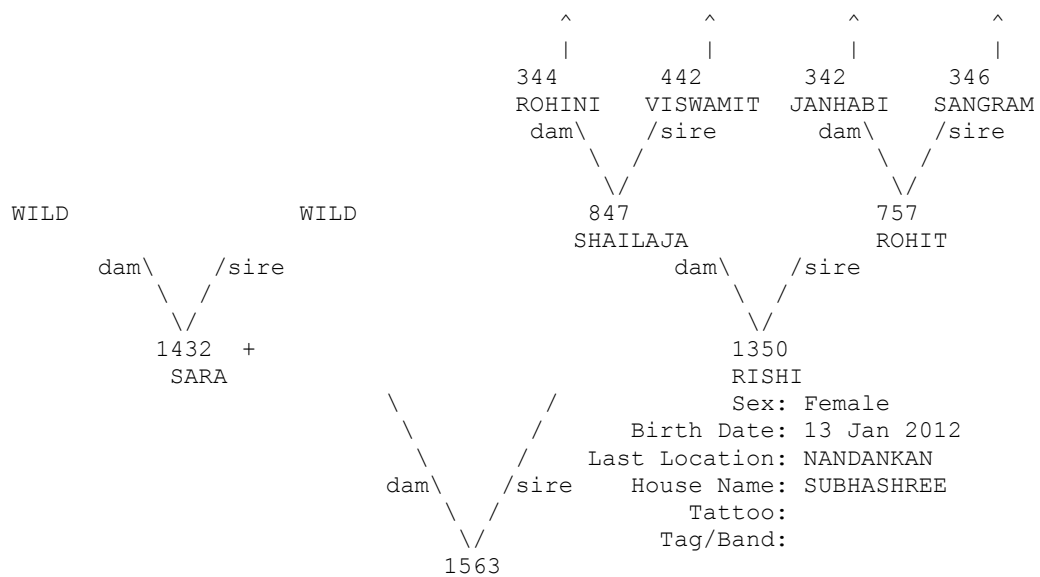 ^ ^ ^ ^
| | | |
344 442 342 346
ROHINI VISWAMIT JANHABI SANGRAM
dam\ /sire dam\ /sire
\ / \ /
\/ \/
WILD WILD 847 757
SHAILAJA ROHIT
dam\ /sire dam\ /sire
\ / \ /
\/ \/
1432 + 1350
SARA RISHI
\ / Sex: Female
\ / Birth Date: 13 Jan 2012
\ / Last Location: NANDANKAN
dam\ /sire House Name: SUBHASHREE
\ / Tattoo:
\/ Tag/Band:
1563